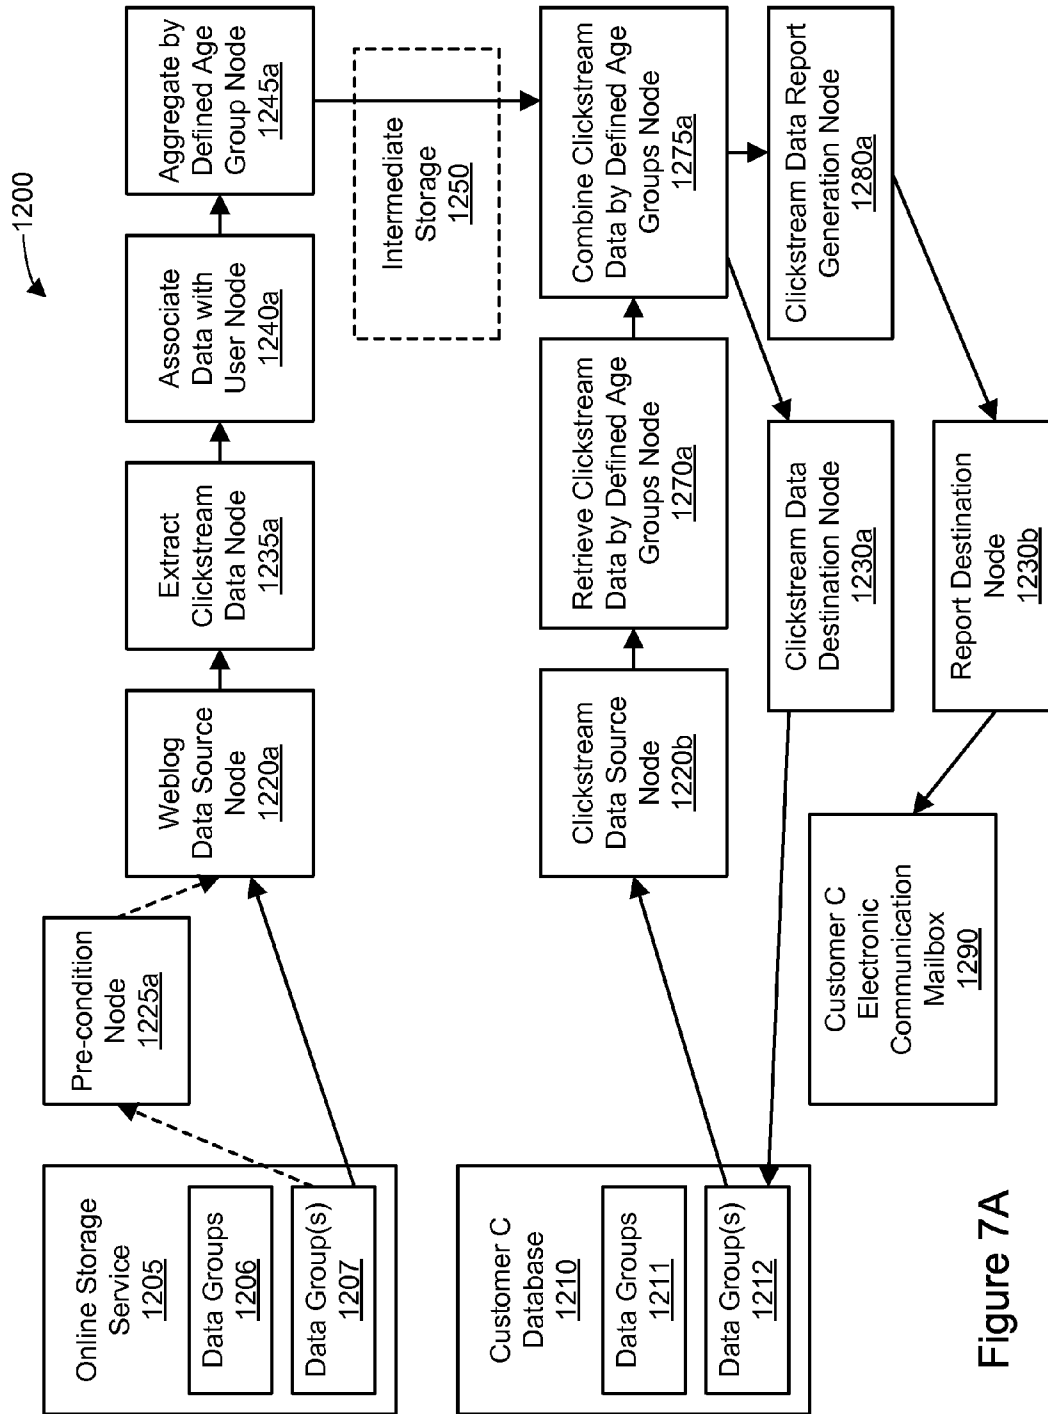 1200
Online Storage
Service
1205
Data Groups
1206
Data Group(s)
1207
Pre-condition
Node
1225a
Weblog
Data Source
Node
1220a
Extract
Clickstream
Data Node
1235a
Associate
Data with
User Node
1240a
Aggregate by
Defined Age
Group Node
1245a
Intermediate
Storage
1250
Customer C
Database
1210
Data Groups
1211
Data Group(s)
1212
Clickstream
Data Source
Node
1220b
Retrieve Clickstream
Data by Defined Age
Groups Node
1270a
Combine Clickstream
Data by Defined Age
Groups Node
1275a
Clickstream Data
Destination Node
1230a
Clickstream Data Report
Generation Node
1280a
Customer C
Electronic
Communication
Mailbox
1290
Report Destination
Node
1230b
Figure 7A